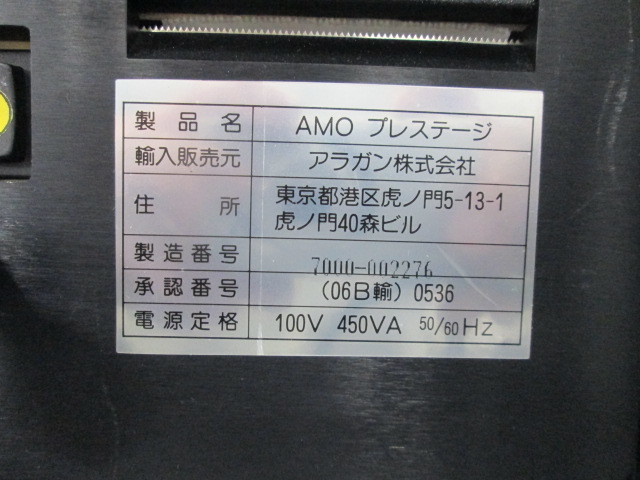 製品名 AMO プレステージ
輸入販売元 アラガン株式会社
住所 東京都港区虎ノ門5-13-1
虎ノ門40森ビル
製造番号 7000-002276
承認番号 (06B輸) 0536
電源定格 100V 450VA 50/60Hz